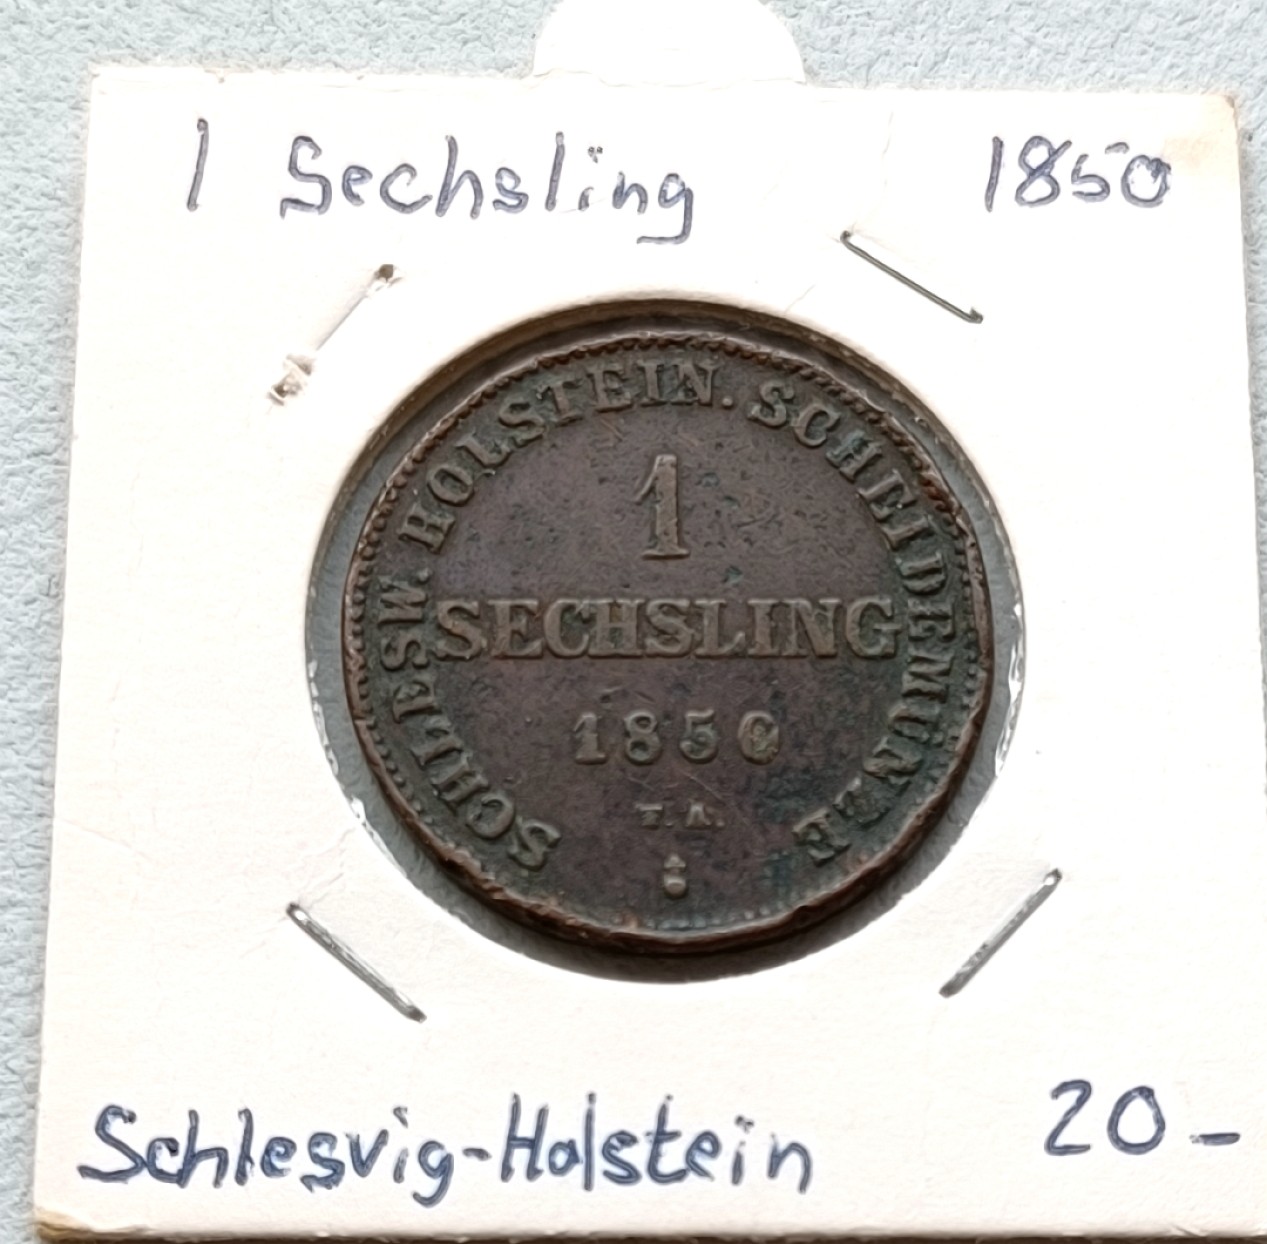 1 Sechsling 1850
SCHLESW. HOLSTEIN. SCHEIDEMÜNZE
1
SECHSLING
1850
T. A.
Schlesvig-Holstein 20-